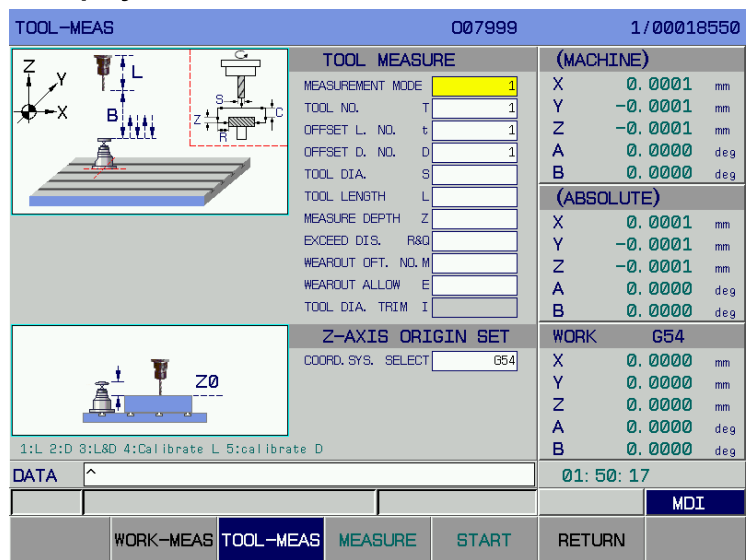 TOOL-MEAS O07999 1/00018550
Z Y X L B
S Z C R
TOOL MEASURE
MEASUREMENT MODE 1
TOOL NO. T 1
OFFSET L. NO. t 1
OFFSET D. NO. D 1
TOOL DIA. S
TOOL LENGTH L
MEASURE DEPTH Z
EXCEED DIS. R&Q
WEAROUT OFT. NO. M
WEAROUT ALLOW E
TOOL DIA. TRIM I
(MACHINE)
X 0.0001 mm
Y -0.0001 mm
Z -0.0001 mm
A 0.0000 deg
B 0.0000 deg
(ABSOLUTE)
X 0.0001 mm
Y -0.0001 mm
Z -0.0001 mm
A 0.0000 deg
B 0.0000 deg
Z0
Z-AXIS ORIGIN SET
COORD. SYS. SELECT G54
WORK G54
X 0.0000 mm
Y 0.0000 mm
Z 0.0000 mm
A 0.0000 deg
B 0.0000 deg
1:L 2:D 3:L&D 4:Calibrate L 5:calibrate D
DATA ^ 01:50:17
MDI
WORK-MEAS TOOL-MEAS MEASURE START RETURN